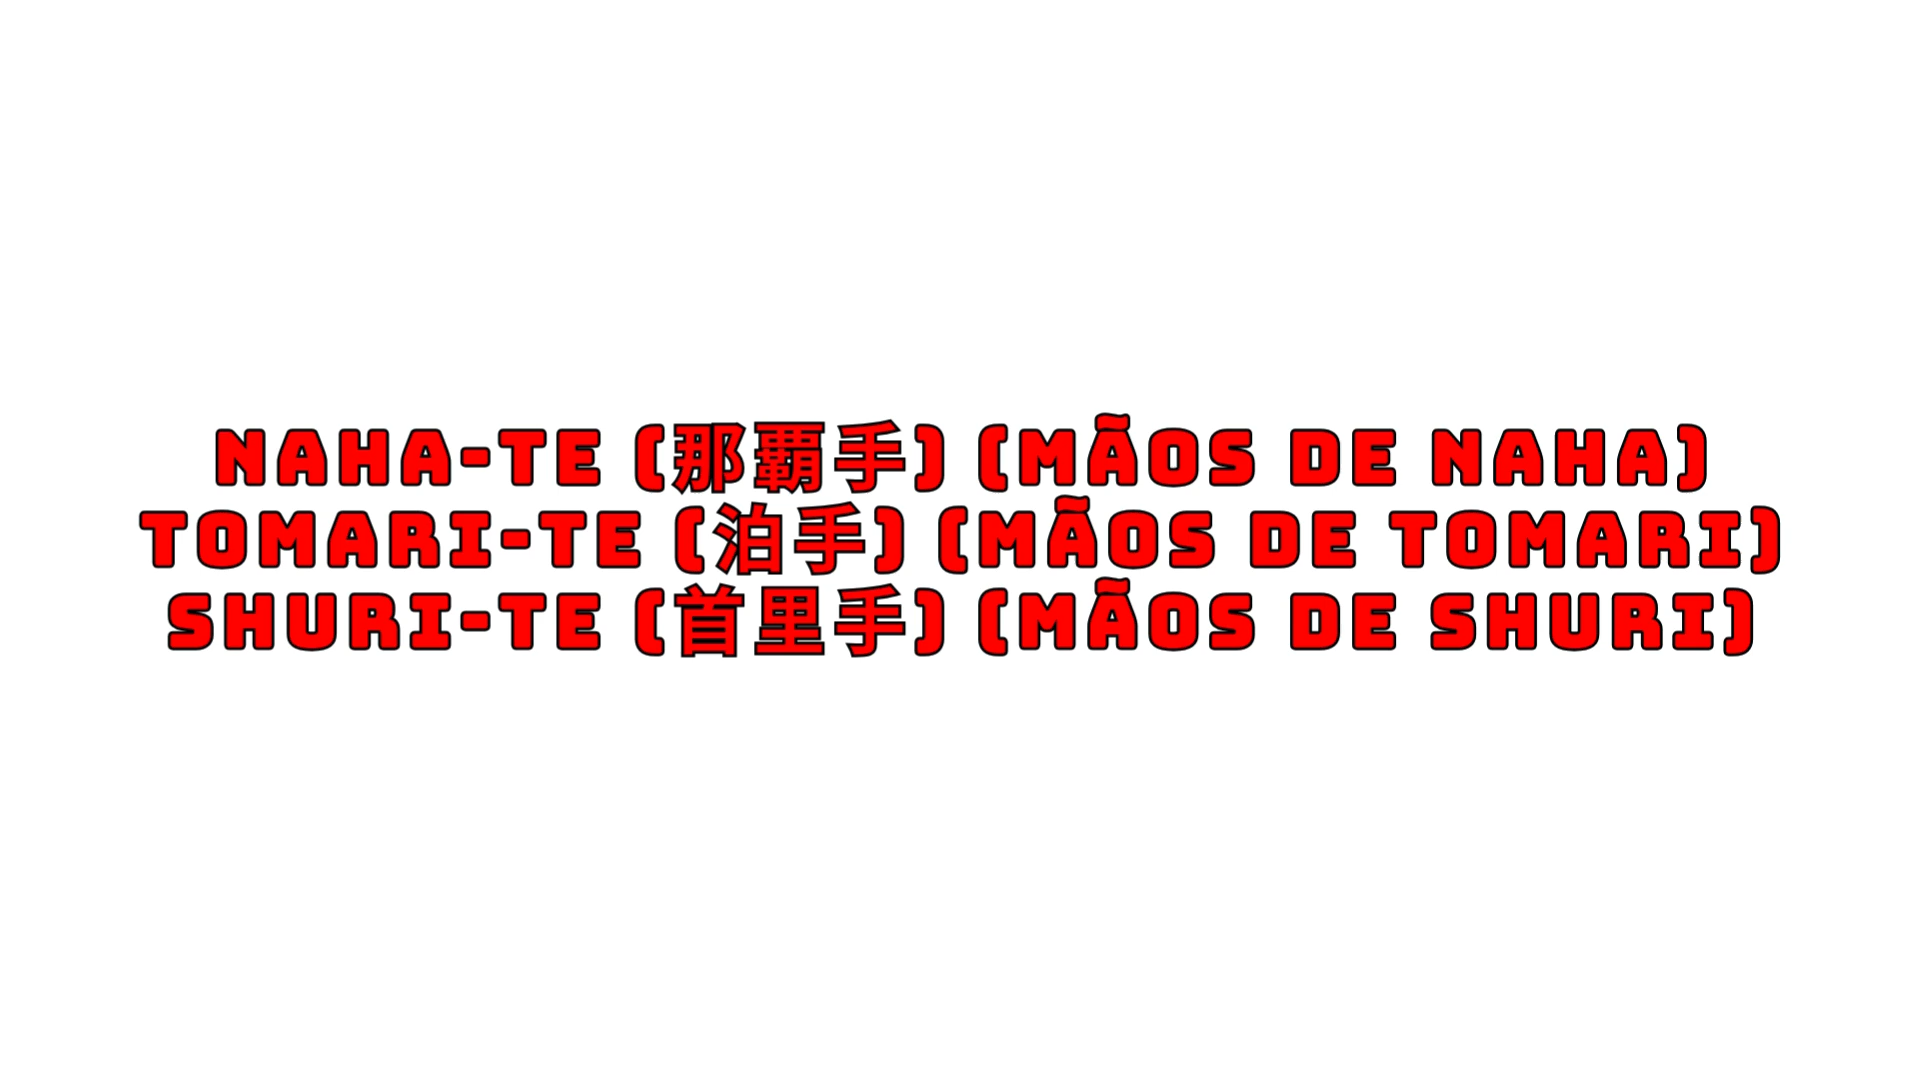 NAHA-TE (那覇手) (MÃOS DE NAHA)
TOMARI-TE (泊手) (MÃOS DE TOMARI)
SHURI-TE (首里手) (MÃOS DE SHURI)